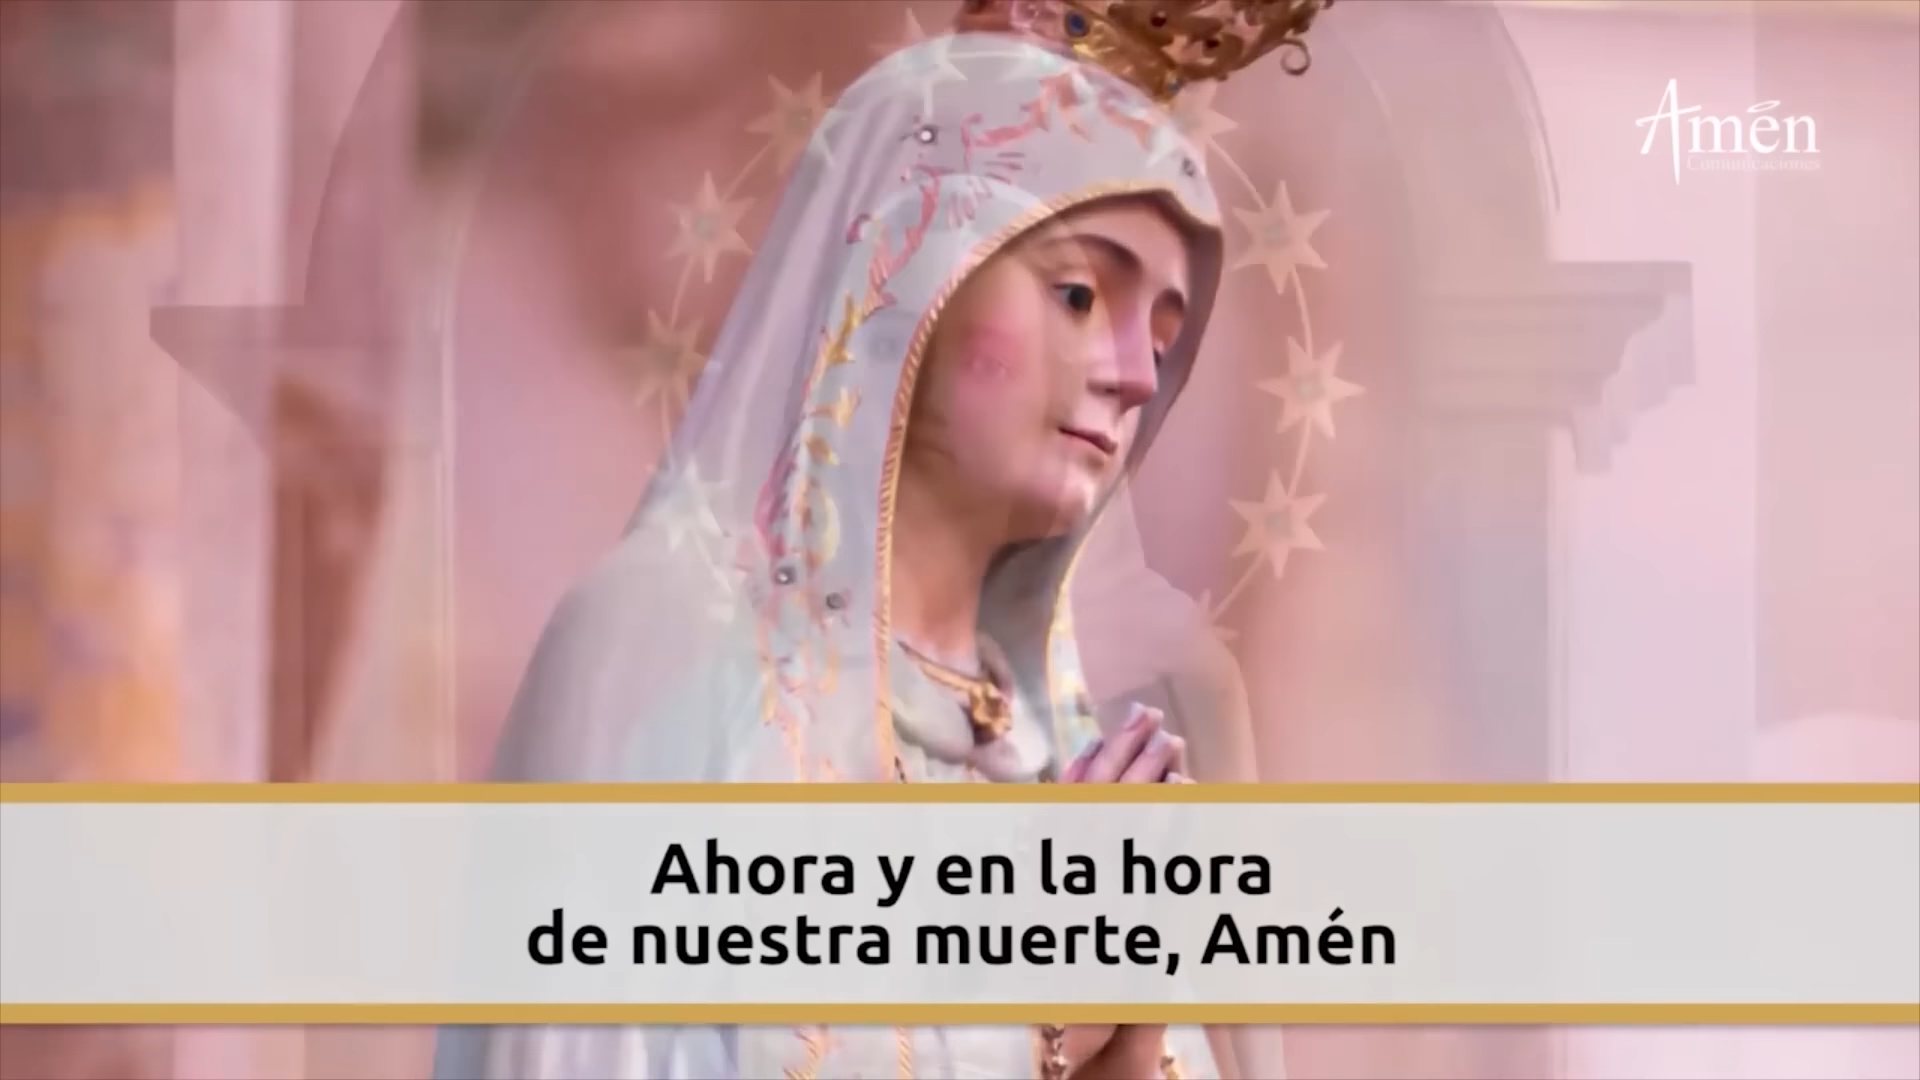 Amén
Comunicaciones
Ahora y en la hora
de nuestra muerte, Amén